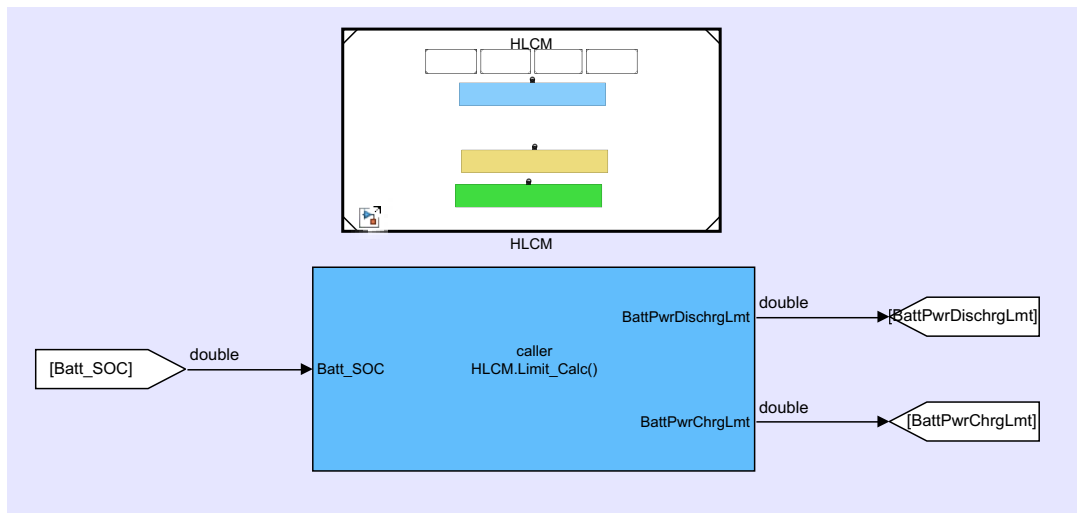 HLCM
HLCM
double
BattPwrDischrgLmt
[BattPwrDischrgLmt]
caller
HLCM.Limit_Calc()
double
[Batt_SOC]
Batt_SOC
double
BattPwrChrgLmt
[BattPwrChrgLmt]